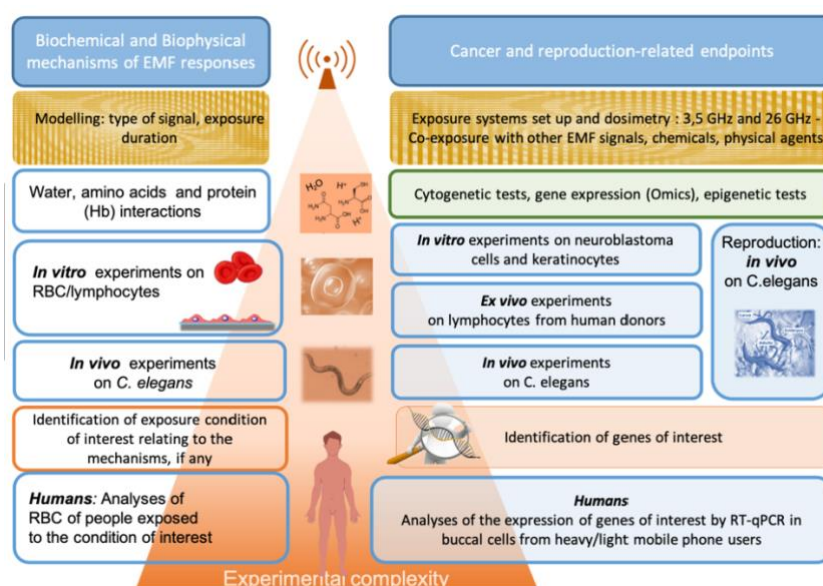 Biochemical and Biophysical
mechanisms of EMF responses
Cancer and reproduction-related endpoints
Modelling: type of signal, exposure
duration
Exposure systems set up and dosimetry : 3,5 GHz and 26 GHz -
Co-exposure with other EMF signals, chemicals, physical agents
Water, amino acids and protein
(Hb) interactions
H₂O
H⁺
H⁺
Cytogenetic tests, gene expression (Omics), epigenetic tests
In vitro experiments on
RBC/lymphocytes
In vitro experiments on neuroblastoma
cells and keratinocytes
Ex vivo experiments
on lymphocytes from human donors
Reproduction:
in vivo
on C.elegans
In vivo experiments
on C. elegans
In vivo experiments
on C. elegans
Identification of exposure condition
of interest relating to the
mechanisms, if any
Identification of genes of interest
Humans: Analyses of
RBC of people exposed
to the condition of interest
Humans
Analyses of the expression of genes of interest by RT-qPCR in
buccal cells from heavy/light mobile phone users
Experimental complexity